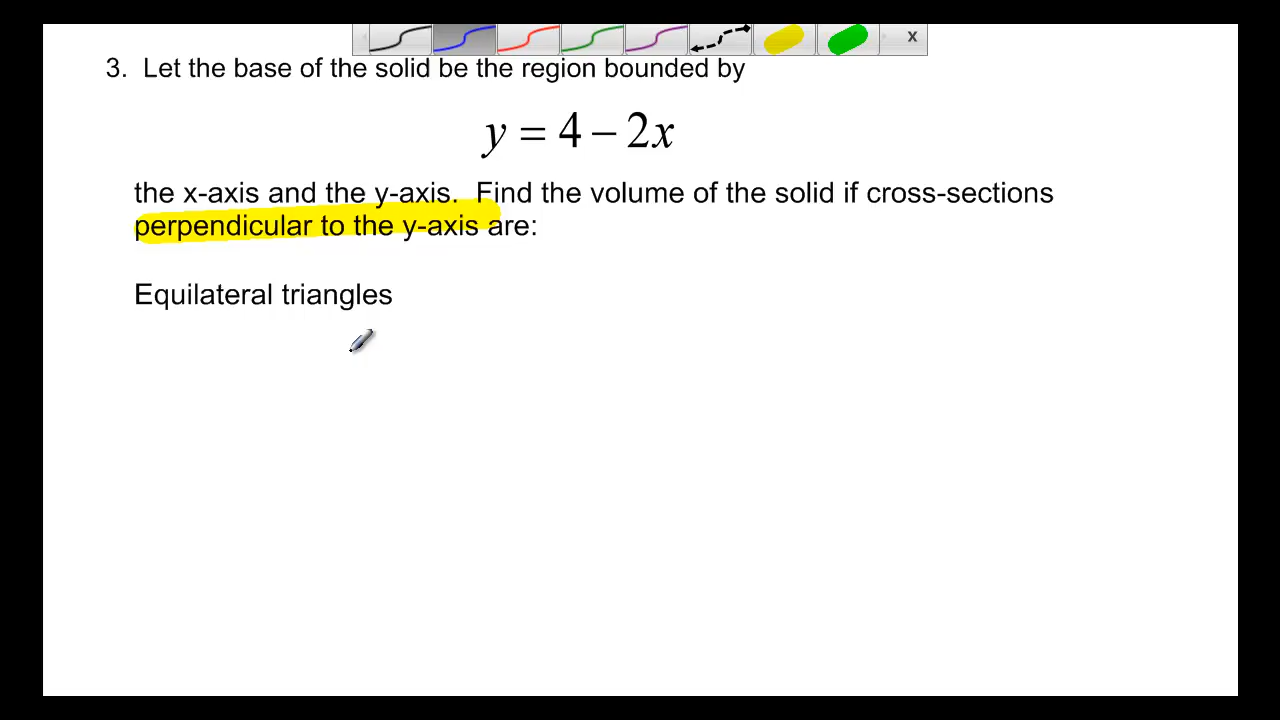 x
3. Let the base of the solid be the region bounded by
y = 4 − 2x
the x-axis and the y-axis. Find the volume of the solid if cross-sections
perpendicular to the y-axis are:
Equilateral triangles